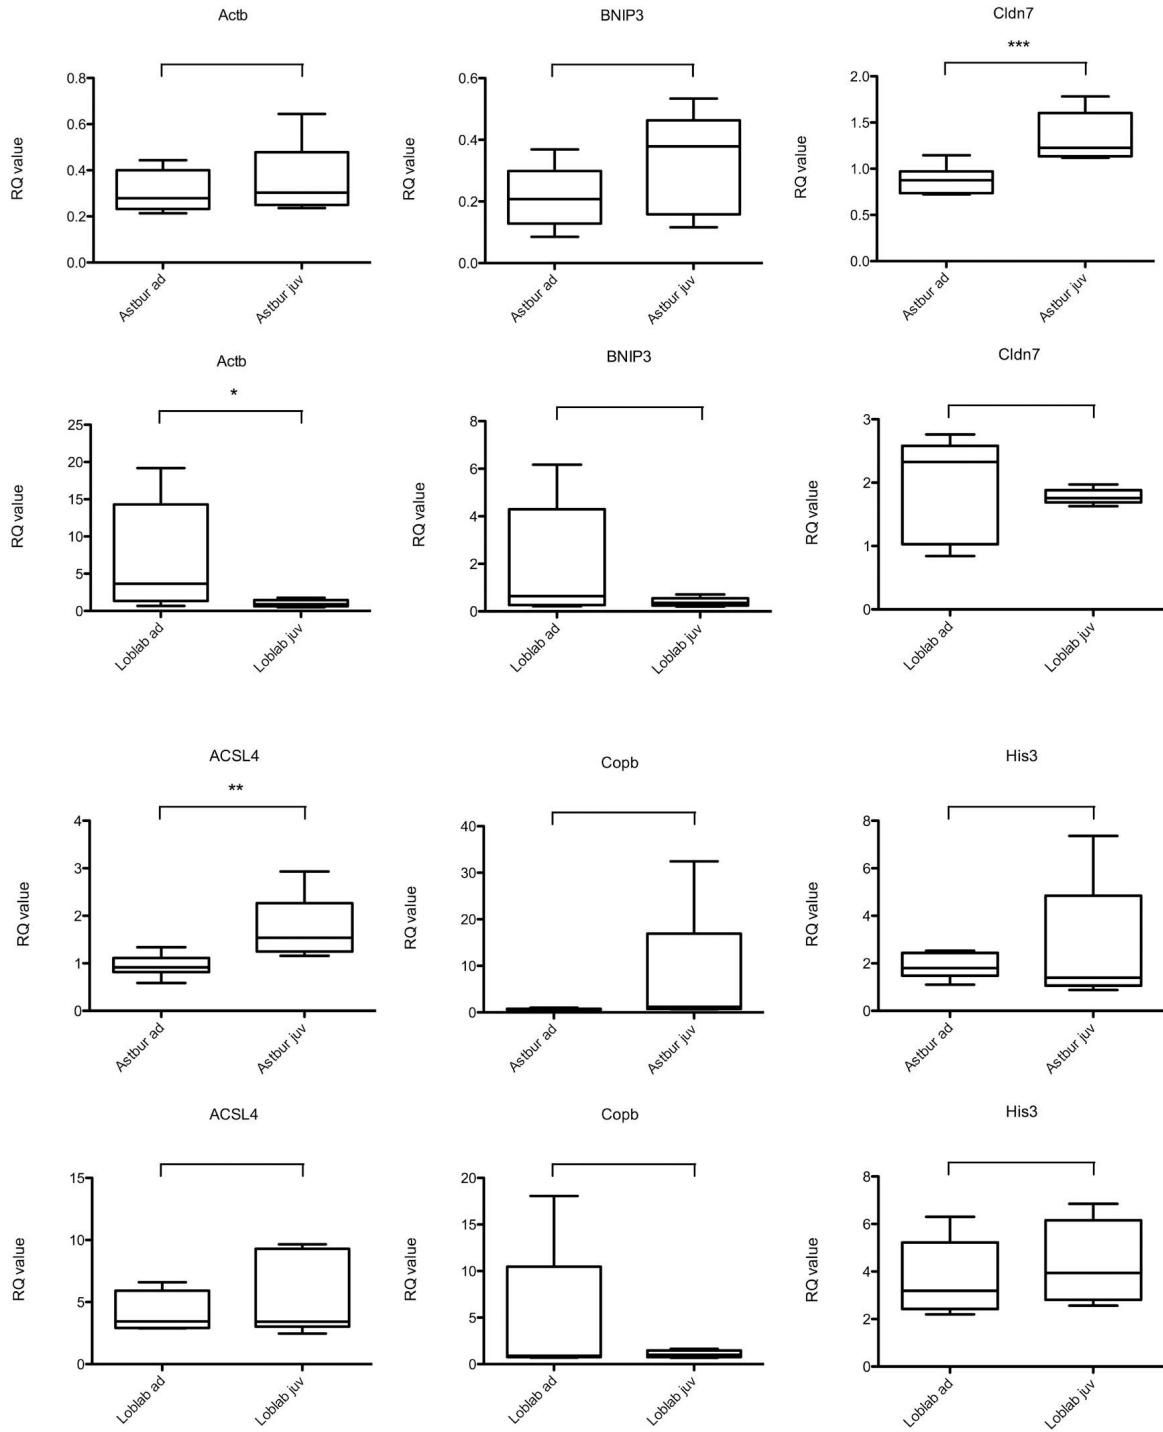 Actb
BNIP3
Cldn7
***
RQ value
0.8
0.6
0.4
0.2
0.0
Astbur ad
Astbur juv
RQ value
0.6
0.4
0.2
0.0
Astbur ad
Astbur juv
RQ value
2.0
1.5
1.0
0.5
0.0
Astbur ad
Astbur juv
Actb
*
BNIP3
Cldn7
RQ value
25
20
15
10
5
0
Loblab ad
Loblab juv
RQ value
8
6
4
2
0
Loblab ad
Loblab juv
RQ value
3
2
1
0
Loblab ad
Loblab juv
ACSL4
**
Copb
His3
RQ value
4
3
2
1
0
Astbur ad
Astbur juv
RQ value
40
30
20
10
0
Astbur ad
Astbur juv
RQ value
8
6
4
2
0
Astbur ad
Astbur juv
ACSL4
Copb
His3
RQ value
15
10
5
0
Loblab ad
Loblab juv
RQ value
20
15
10
5
0
Loblab ad
Loblab juv
RQ value
8
6
4
2
0
Loblab ad
Loblab juv